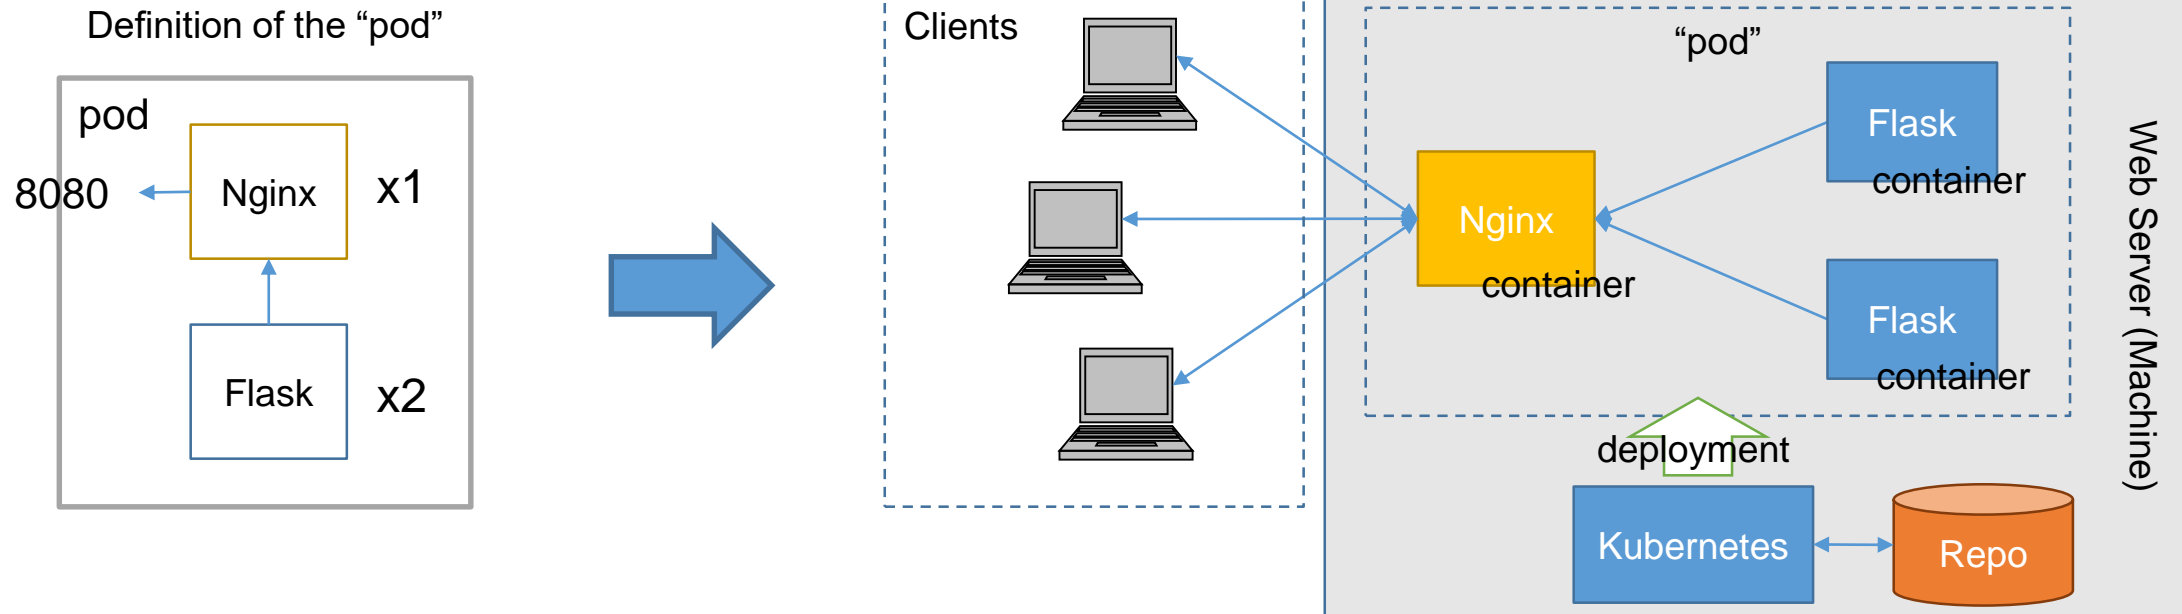 Definition of the “pod”
pod
8080
Nginx
x1
Flask
x2
Clients
“pod”
Flask
container
Nginx
container
Flask
container
deployment
Kubernetes
Repo
Web Server (Machine)